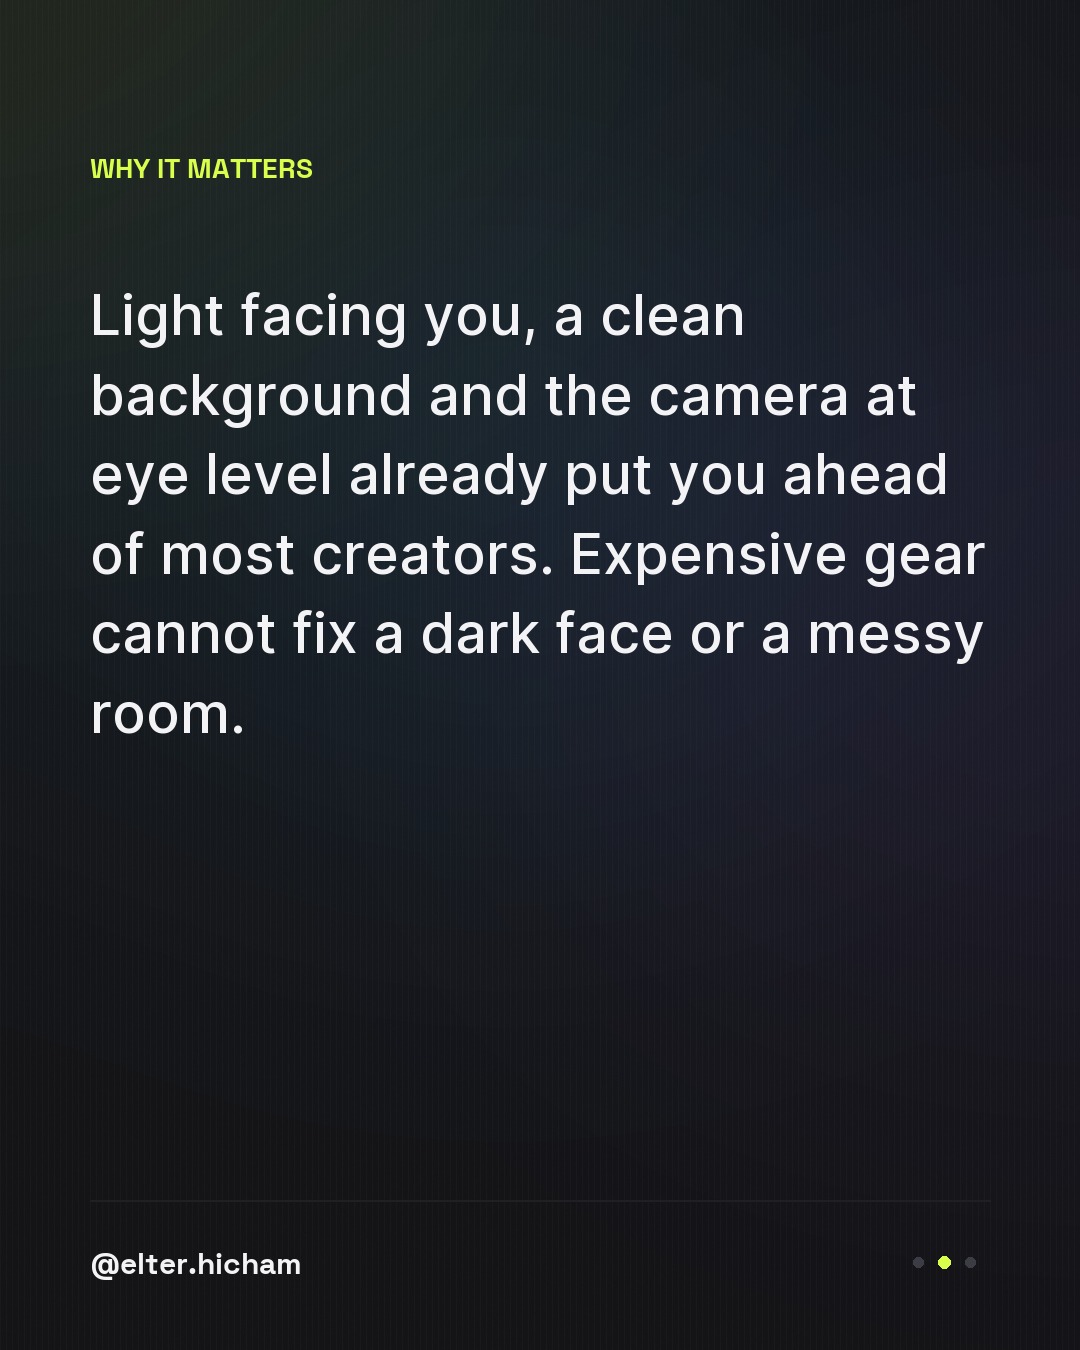 WHY IT MATTERS
Light facing you, a clean
background and the camera at
eye level already put you ahead
of most creators. Expensive gear
cannot fix a dark face or a messy
room.
@elter.hicham